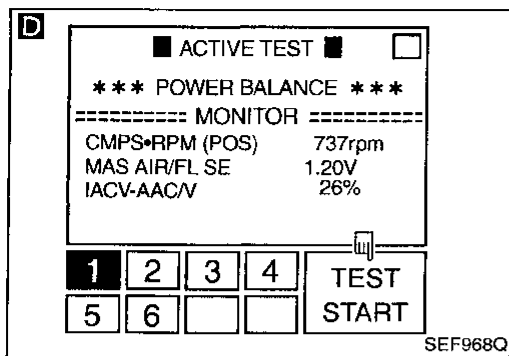 D
■ ACTIVE TEST ■
*** POWER BALANCE ***
========= MONITOR =========
CMPS•RPM (POS) 737rpm
MAS AIR/FL SE 1.20V
IACV-AAC/V 26%
1 2 3 4 TEST
5 6 START
SEF968Q